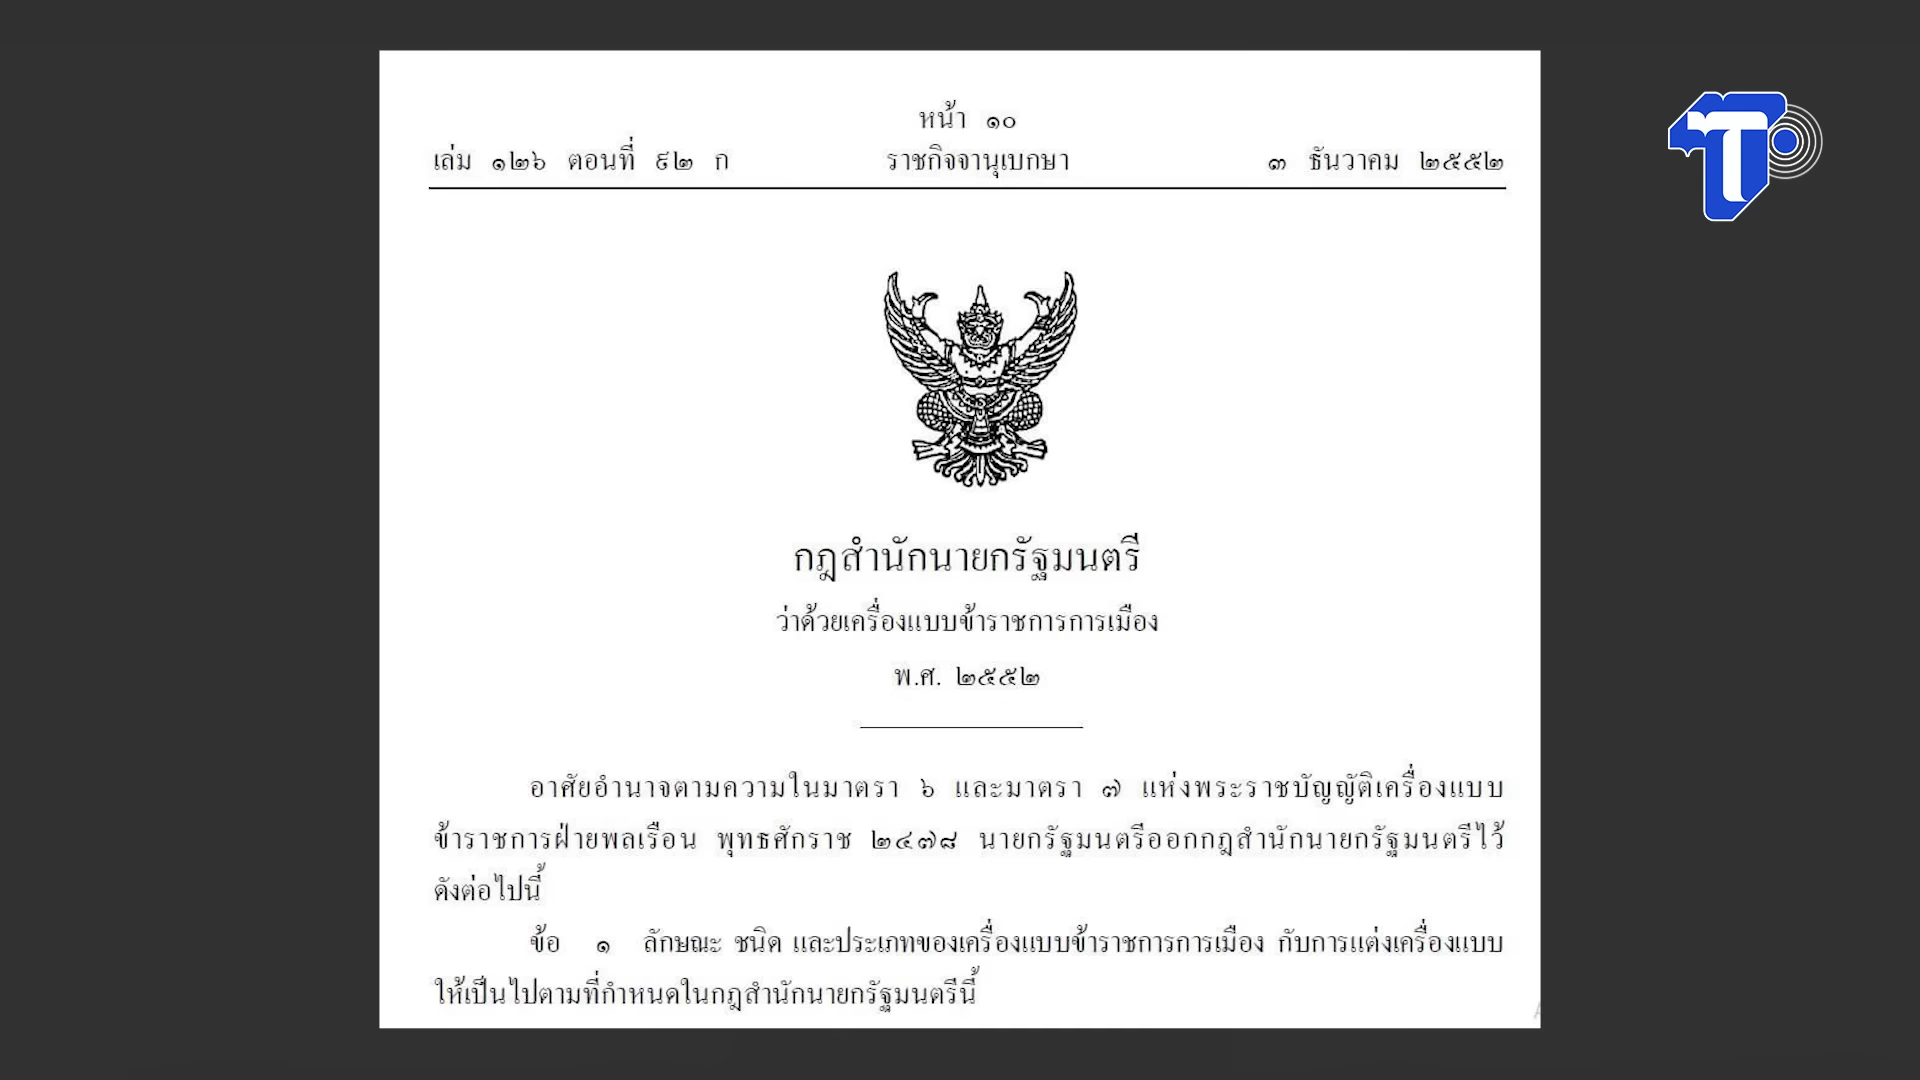 หน้า ๑๐
เล่ม ๑๒๖ ตอนที่ ๙๒ ก ราชกิจจานุเบกษา ๓ ธันวาคม ๒๕๕๒
กฎสำนักนายกรัฐมนตรี
ว่าด้วยเครื่องแบบข้าราชการการเมือง
พ.ศ. ๒๕๕๒
อาศัยอำนาจตามความในมาตรา ๖ และมาตรา ๗ แห่งพระราชบัญญัติเครื่องแบบ
ข้าราชการฝ่ายพลเรือน พุทธศักราช ๒๔๗๘ นายกรัฐมนตรีออกกฎสำนักนายกรัฐมนตรีไว้
ดังต่อไปนี้
ข้อ ๑ ลักษณะ ชนิด และประเภทของเครื่องแบบข้าราชการการเมือง กับการแต่งเครื่องแบบ
ให้เป็นไปตามที่กำหนดในกฎสำนักนายกรัฐมนตรีนี้